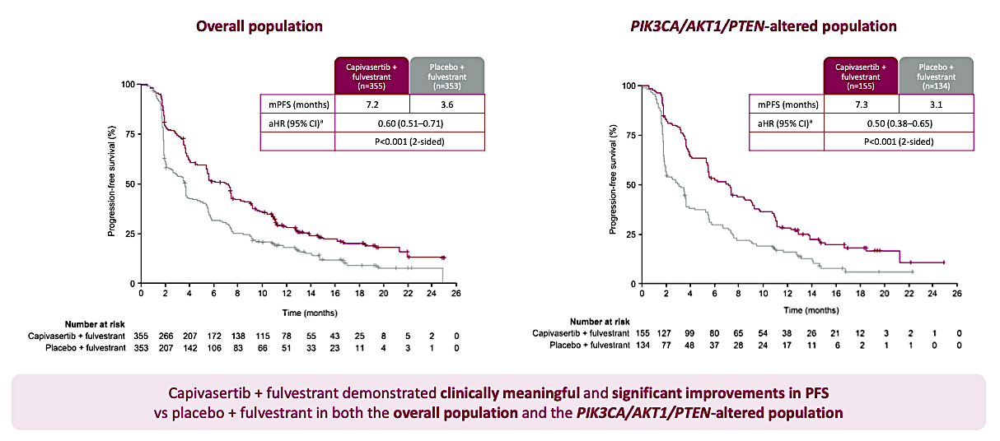 Overall population
Capivasertib +
fulvestrant
(n=355)
Placebo +
fulvestrant
(n=353)
mPFS (months) 7.2 3.6
aHR (95% CI)ᵃ 0.60 (0.51–0.71)
P<0.001 (2-sided)
Progression-free survival (%)
100
75
50
25
0
0 2 4 6 8 10 12 14 16 18 20 22 24 26
Time (months)
Number at risk
Capivasertib + fulvestrant 355 266 207 172 138 115 78 55 43 25 8 5 2 0
Placebo + fulvestrant 353 207 142 106 83 66 51 33 23 11 4 3 1 0
PIK3CA/AKT1/PTEN-altered population
Capivasertib +
fulvestrant
(n=155)
Placebo +
fulvestrant
(n=134)
mPFS (months) 7.3 3.1
aHR (95% CI)ᵃ 0.50 (0.38–0.65)
P<0.001 (2-sided)
Progression-free survival (%)
100
75
50
25
0
0 2 4 6 8 10 12 14 16 18 20 22 24 26
Time (months)
Number at risk
Capivasertib + fulvestrant 155 127 99 80 65 54 38 26 21 12 3 2 1 0
Placebo + fulvestrant 134 77 48 37 28 24 17 11 6 2 1 1 0 0
Capivasertib + fulvestrant demonstrated clinically meaningful and significant improvements in PFS
vs placebo + fulvestrant in both the overall population and the PIK3CA/AKT1/PTEN-altered population